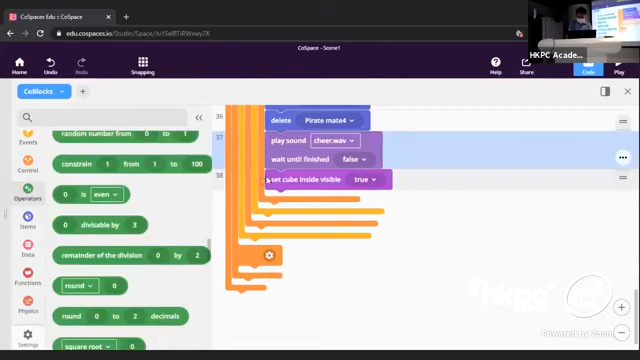 CoSpaces Edu :: CoSpace
edu.cospaces.io/Studio/Space/
Home
Undo
Redo
Snapping
CoSpace - Scene1
Help
Share
Code
Play
HKPC Acade...
CoBlocks
Events
Control
Operators
Items
Data
Functions
Physics
Settings
random number from 0 to 1
constrain 1 from 1 to 100
0 is even
0 divisable by 3
remainder of the division 0 by 2
round 0
round 0 to 2 decimals
square root 0
36
delete Pirate mate4
37
play sound cheer.wav
wait until finished false
38
set cube inside visible true
hkpc
Powered by Zoom